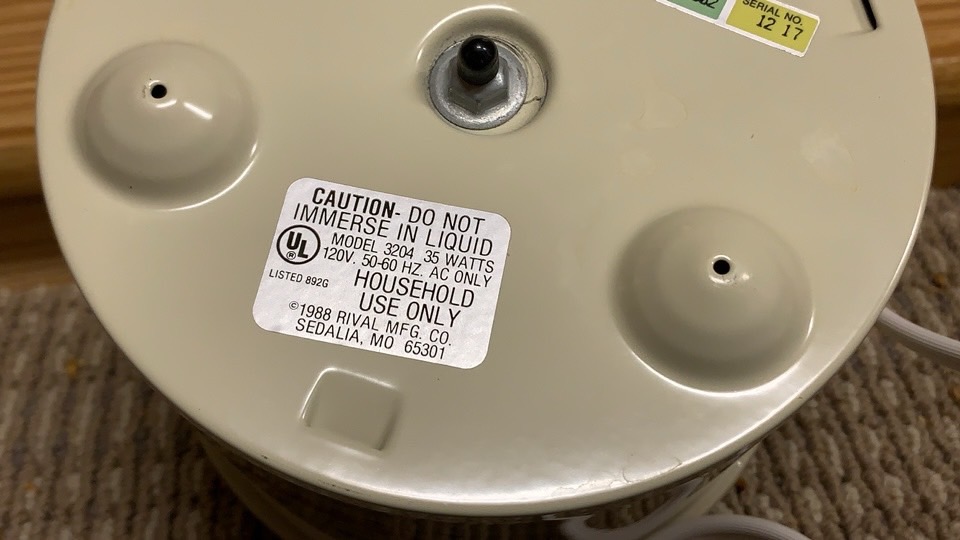 SERIAL NO.
12 17
CAUTION- DO NOT
IMMERSE IN LIQUID
UL
®
MODEL 3204 35 WATTS
120V. 50-60 HZ. AC ONLY
LISTED 892G
HOUSEHOLD
USE ONLY
©1988 RIVAL MFG. CO.
SEDALIA, MO 65301